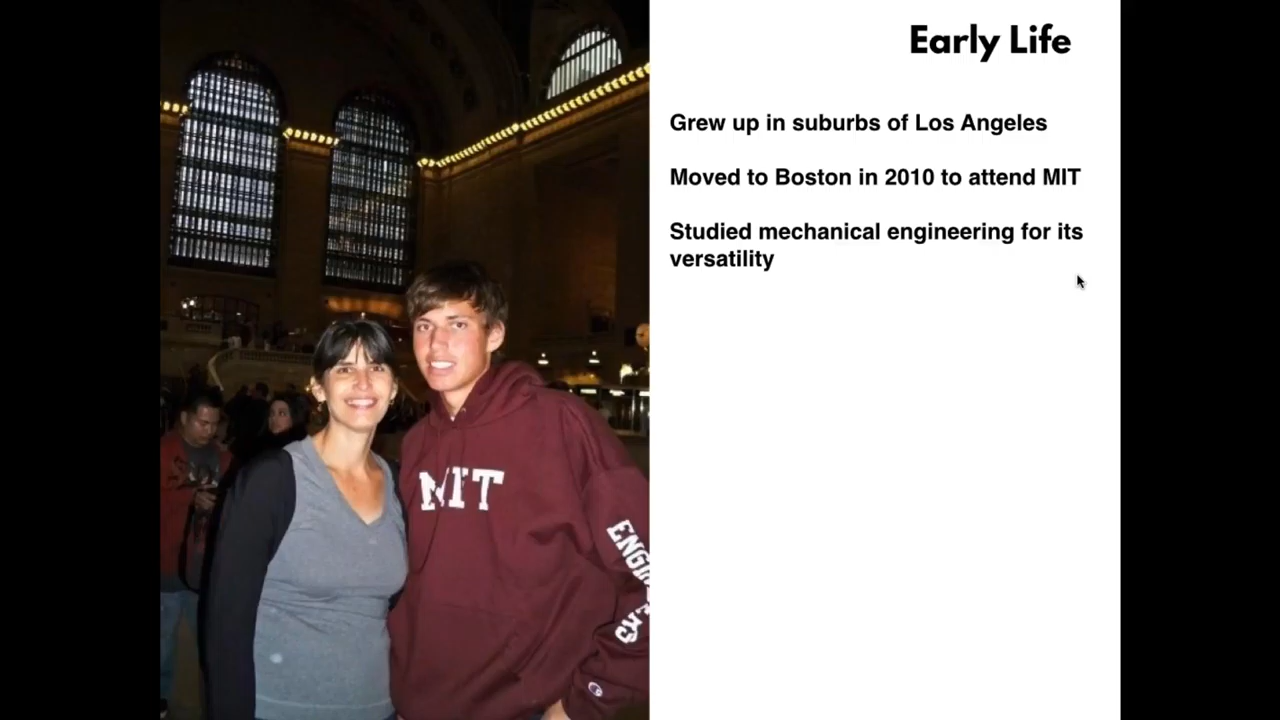 Early Life
Grew up in suburbs of Los Angeles
Moved to Boston in 2010 to attend MIT
Studied mechanical engineering for its
versatility
MIT